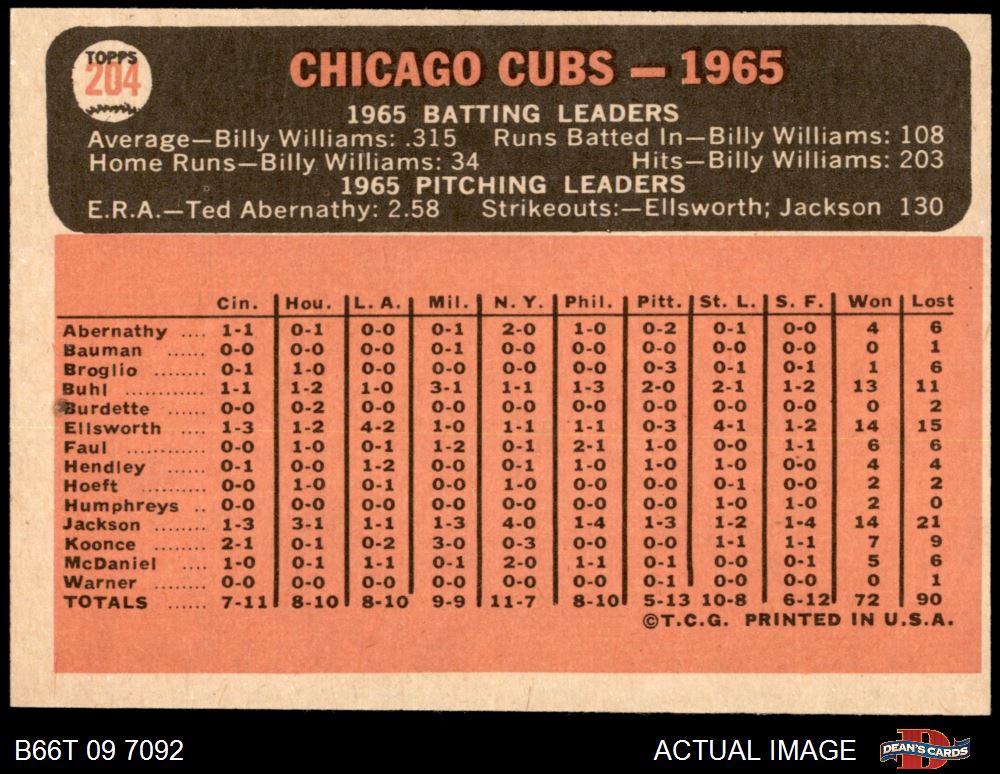 TOPPS
204
CHICAGO CUBS — 1965
1965 BATTING LEADERS
Average—Billy Williams: .315 Runs Batted In—Billy Williams: 108
Home Runs—Billy Williams: 34 Hits—Billy Williams: 203
1965 PITCHING LEADERS
E.R.A.—Ted Abernathy: 2.58 Strikeouts:—Ellsworth; Jackson 130
Cin. Hou. L. A. Mil. N. Y. Phil. Pitt. St. L. S. F. Won Lost
Abernathy .... 1-1 0-1 0-0 0-1 2-0 1-0 0-2 0-1 0-0 4 6
Bauman ...... 0-0 0-0 0-0 0-1 0-0 0-0 0-0 0-0 0-0 0 1
Broglio ........ 0-1 1-0 0-0 0-0 0-0 0-0 0-3 0-1 0-1 1 6
Buhl ............ 1-1 1-2 1-0 3-1 1-1 1-3 2-0 2-1 1-2 13 11
Burdette ...... 0-0 0-2 0-0 0-0 0-0 0-0 0-0 0-0 0-0 0 2
Ellsworth .... 1-3 1-2 4-2 1-0 1-1 1-1 0-3 4-1 1-2 14 15
Faul ............ 0-0 1-0 0-1 1-2 0-1 2-1 1-0 0-0 1-1 6 6
Hendley ...... 0-1 0-0 1-2 0-0 0-1 1-0 1-0 1-0 0-0 4 4
Hoeft .......... 0-0 1-0 0-1 0-0 1-0 0-0 0-0 0-1 0-0 2 2
Humphreys .. 0-0 0-0 0-0 0-0 0-0 0-0 0-0 1-0 1-0 2 0
Jackson ........ 1-3 3-1 1-1 1-3 4-0 1-4 1-3 1-2 1-4 14 21
Koonce ........ 2-1 0-1 0-2 3-0 0-3 0-0 0-0 1-1 1-1 7 9
McDaniel .... 1-0 0-1 1-1 0-1 2-0 1-1 0-1 0-0 0-1 5 6
Warner ........ 0-0 0-0 0-0 0-0 0-0 0-0 0-1 0-0 0-0 0 1
TOTALS ...... 7-11 8-10 8-10 9-9 11-7 8-10 5-13 10-8 6-12 72 90
©T.C.G. PRINTED IN U.S.A.
B66T 09 7092 ACTUAL IMAGE DEAN'S CARDS